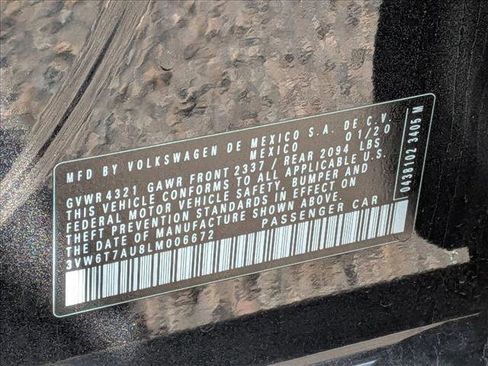 MFD BY VOLKSWAGEN DE MEXICO S.A. DE C.V.
MEXICO 01/20
GVWR 4321 GAWR FRONT 2337 / REAR 2094 LBS
THIS VEHICLE CONFORMS TO ALL APPLICABLE U.S.
FEDERAL MOTOR VEHICLE SAFETY, BUMPER AND
THEFT PREVENTION STANDARDS IN EFFECT ON
THE DATE OF MANUFACTURE SHOWN ABOVE.
3VW6T7AU8LM006672 PASSENGER CAR
0438102 3405 M